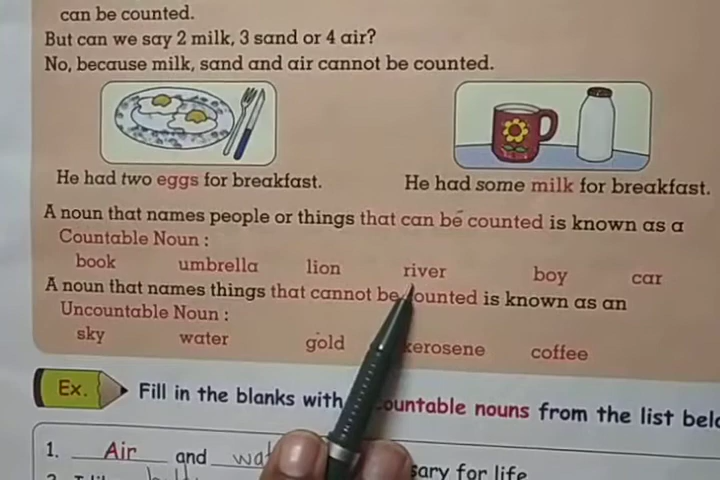 can be counted.
But can we say 2 milk, 3 sand or 4 air?
No, because milk, sand and air cannot be counted.
He had two eggs for breakfast.
He had some milk for breakfast.
A noun that names people or things that can be counted is known as a
Countable Noun :
book umbrella lion river boy car
A noun that names things that cannot be counted is known as an
Uncountable Noun :
sky water gold kerosene coffee
Ex. Fill in the blanks with countable nouns from the list
1. Air and for life